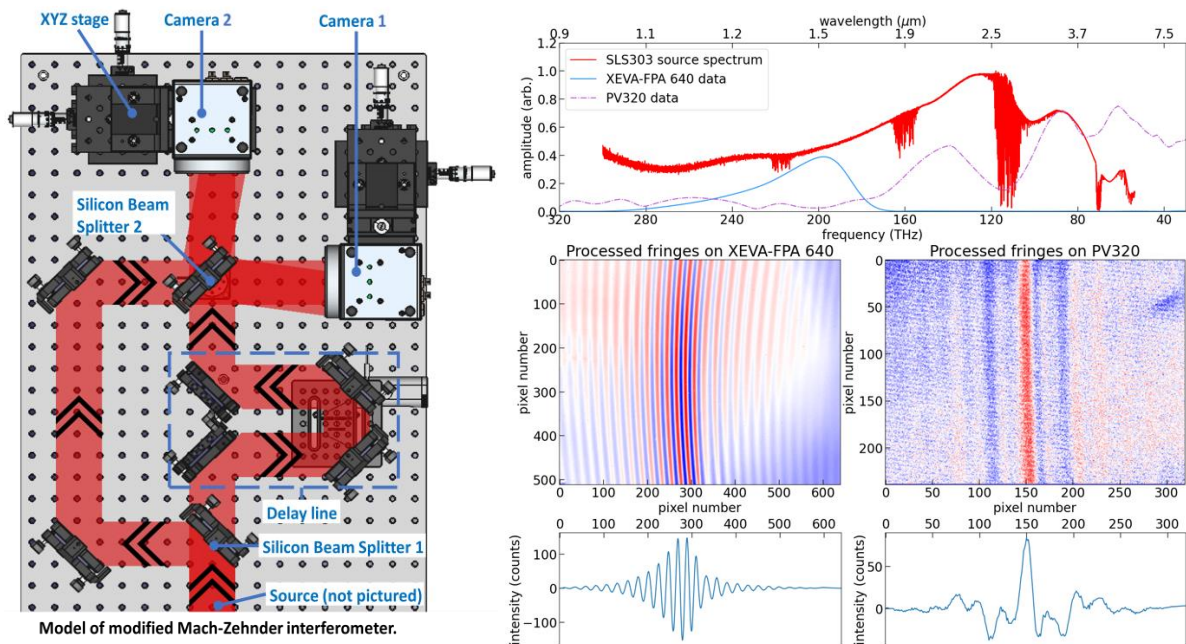 XYZ stage
Camera 2
Camera 1
Silicon Beam
Splitter 2
Delay line
Silicon Beam Splitter 1
Source (not pictured)
Model of modified Mach-Zehnder interferometer.
wavelength (μm)
0.9 1.0 1.1 1.2 1.5 1.9 2.5 3.7 7.5
SLS303 source spectrum
XEVA-FPA 640 data
PV320 data
amplitude (arb.)
1.2
1.0
0.8
0.6
0.4
0.2
0.0
320 280 240 200 160 120 80 40
frequency (THz)
Processed fringes on XEVA-FPA 640
pixel number
0
100
200
300
400
500
0 100 200 300 400 500 600
pixel number
Processed fringes on PV320
pixel number
0
50
100
150
200
0 50 100 150 200 250 300
pixel number
0 100 200 300 400 500 600
intensity (counts)
100
0
−100
0 50 100 150 200 250 300
intensity (counts)
50
0